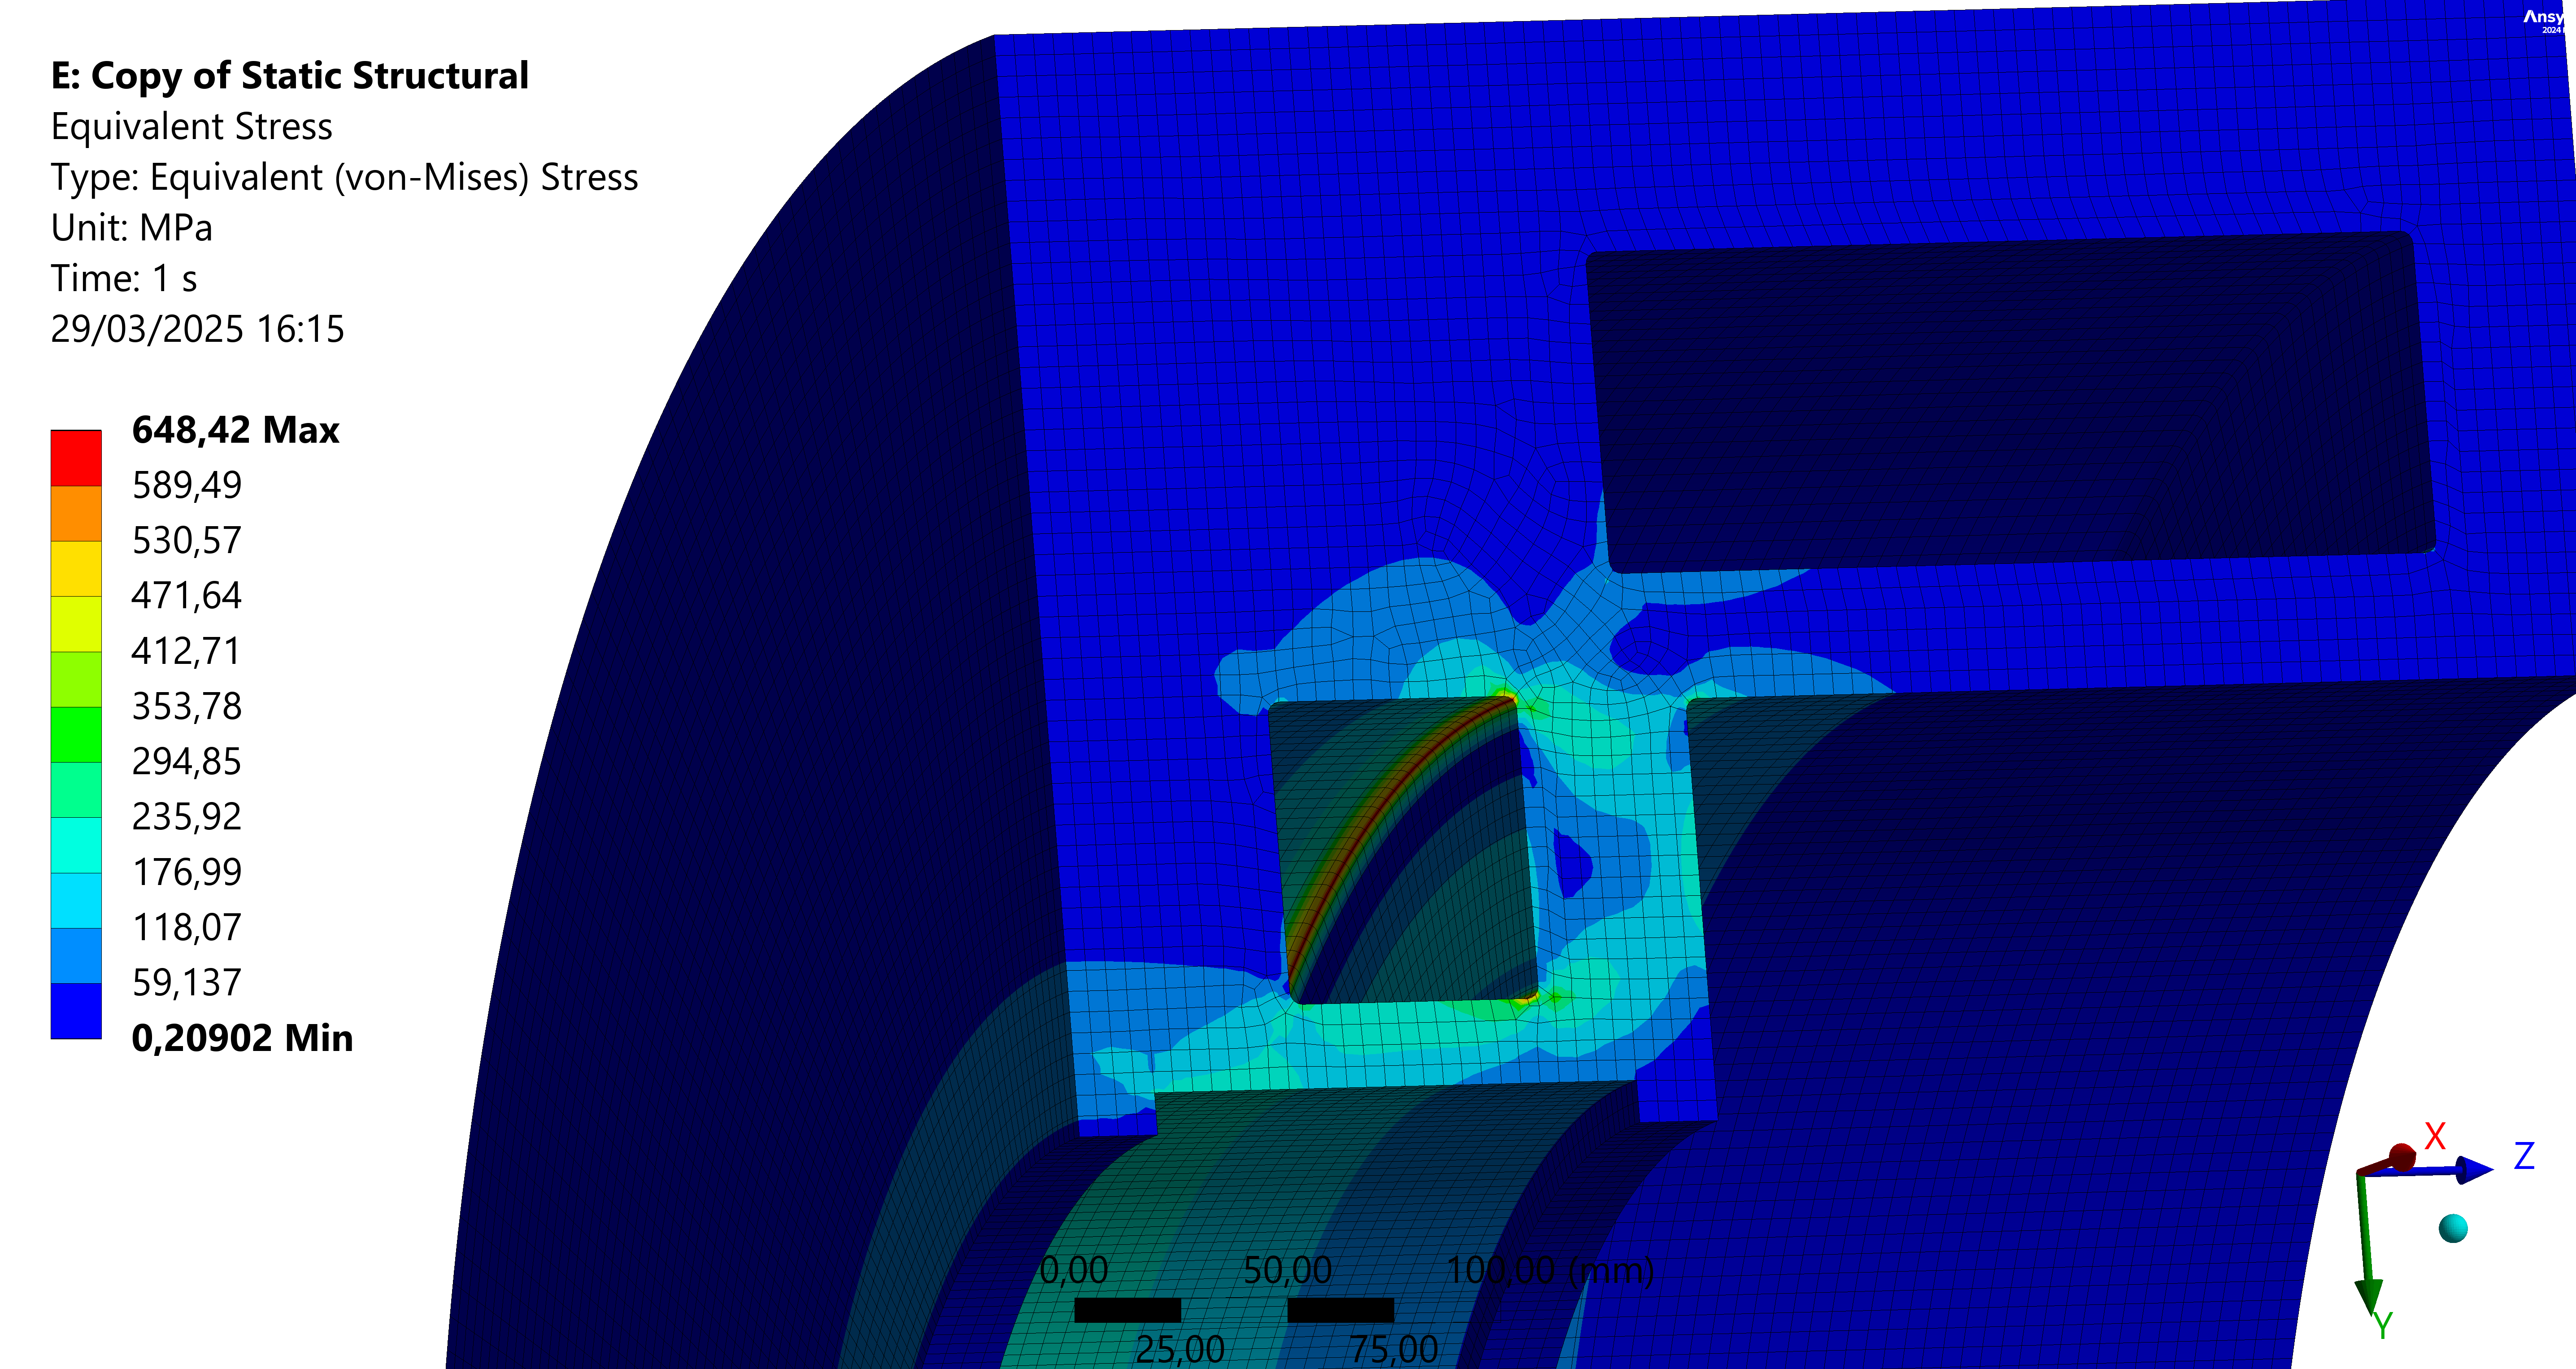 E: Copy of Static Structural
Equivalent Stress
Type: Equivalent (von-Mises) Stress
Unit: MPa
Time: 1 s
29/03/2025 16:15
648,42 Max
589,49
530,57
471,64
412,71
353,78
294,85
235,92
176,99
118,07
59,137
0,20902 Min
Ansy
2024
0,00 50,00 100,00 (mm)
25,00 75,00
X
Z
Y